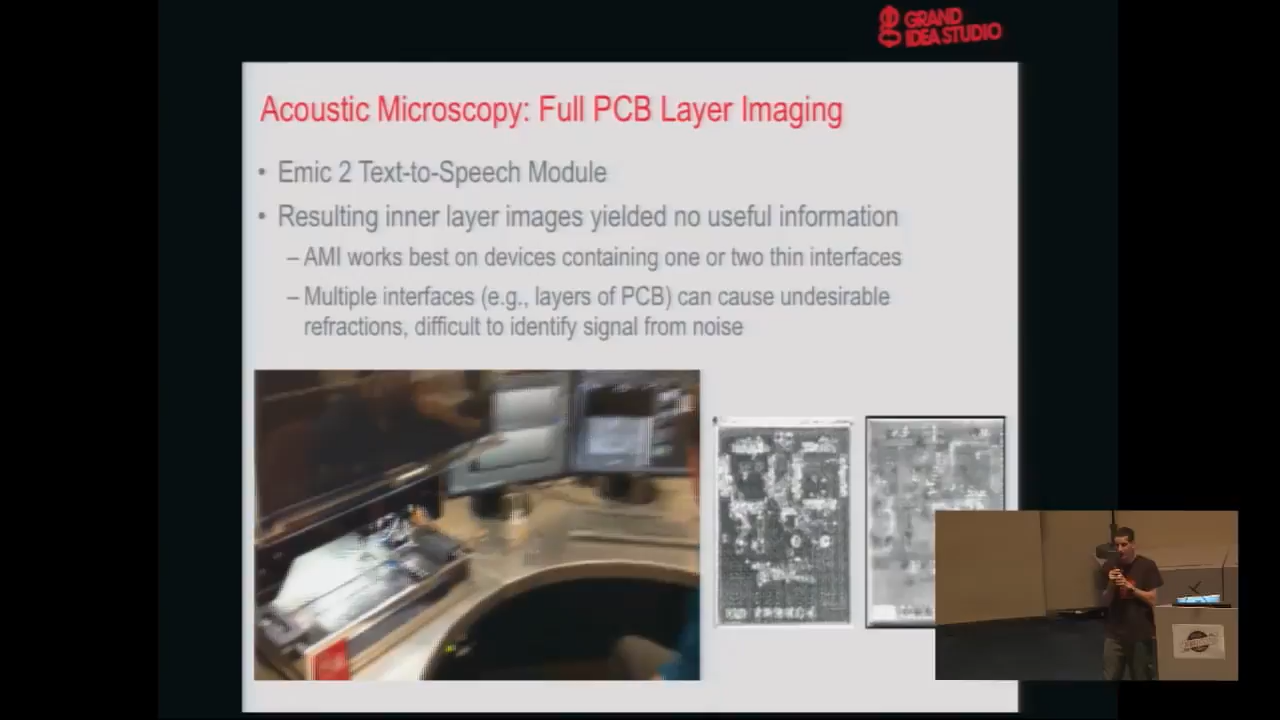 GRAND
IDEA STUDIO
Acoustic Microscopy: Full PCB Layer Imaging
• Emic 2 Text-to-Speech Module
• Resulting inner layer images yielded no useful information
– AMI works best on devices containing one or two thin interfaces
– Multiple interfaces (e.g., layers of PCB) can cause undesirable
refractions, difficult to identify signal from noise